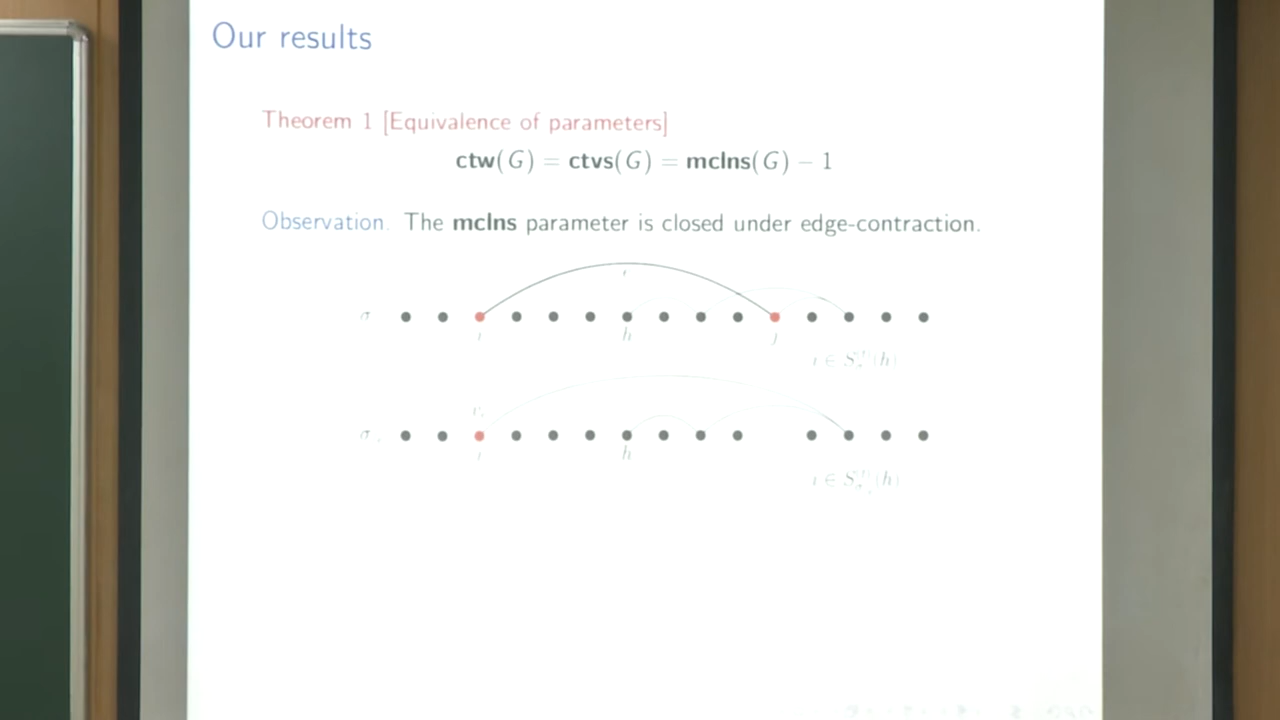 Our results
Theorem 1 [Equivalence of parameters]
ctw(G) = ctvs(G) = mclns(G) − 1
Observation. The mclns parameter is closed under edge-contraction.
σ
i h j
σ
i h